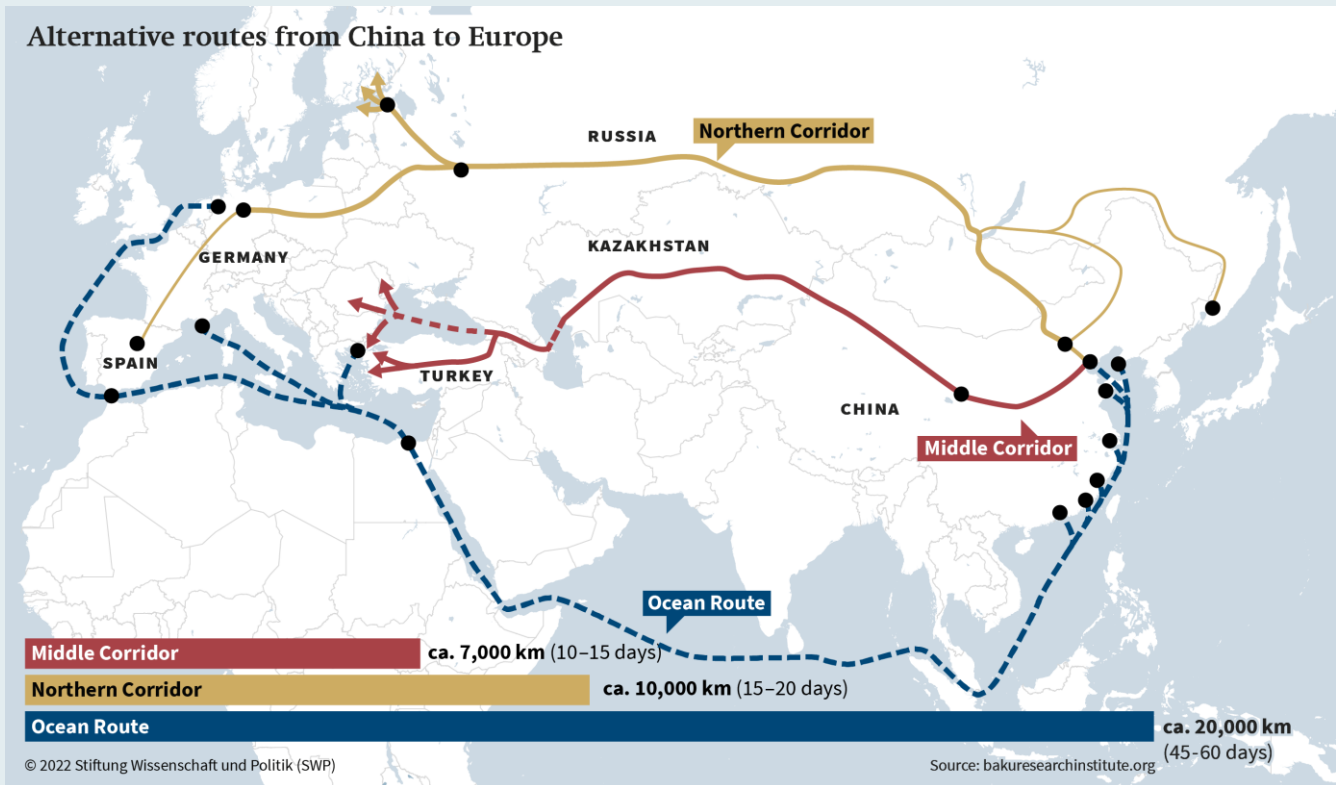 Alternative routes from China to Europe
RUSSIA
Northern Corridor
KAZAKHSTAN
GERMANY
SPAIN
TURKEY
CHINA
Middle Corridor
Ocean Route
Middle Corridor
ca. 7,000 km (10–15 days)
Northern Corridor
ca. 10,000 km (15–20 days)
Ocean Route
ca. 20,000 km
(45-60 days)
© 2022 Stiftung Wissenschaft und Politik (SWP)
Source: bakuresearchinstitute.org